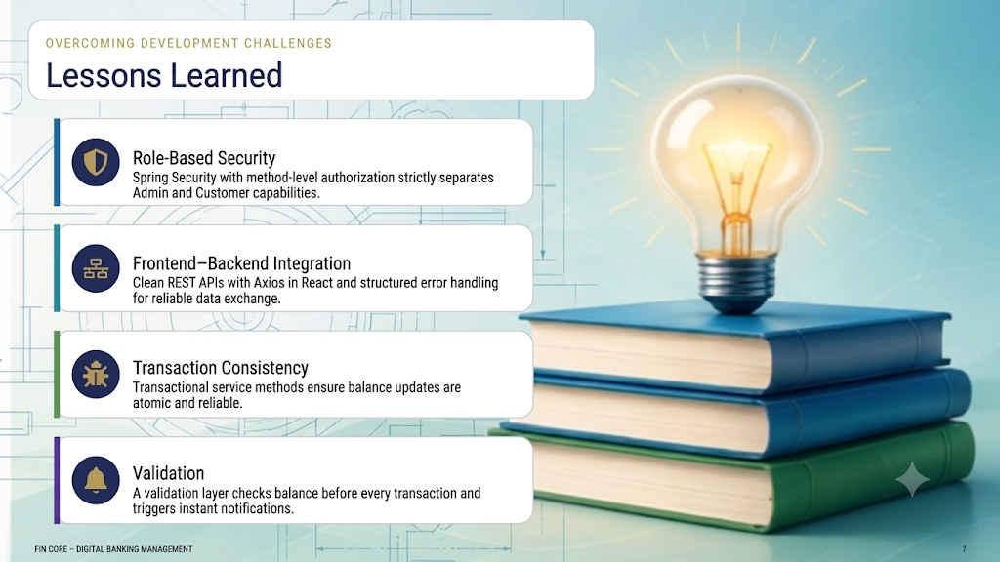 OVERCOMING DEVELOPMENT CHALLENGES
Lessons Learned
Role-Based Security
Spring Security with method-level authorization strictly separates
Admin and Customer capabilities.
Frontend–Backend Integration
Clean REST APIs with Axios in React and structured error handling
for reliable data exchange.
Transaction Consistency
Transactional service methods ensure balance updates are
atomic and reliable.
Validation
A validation layer checks balance before every transaction and
triggers instant notifications.
FIN CORE – DIGITAL BANKING MANAGEMENT
7